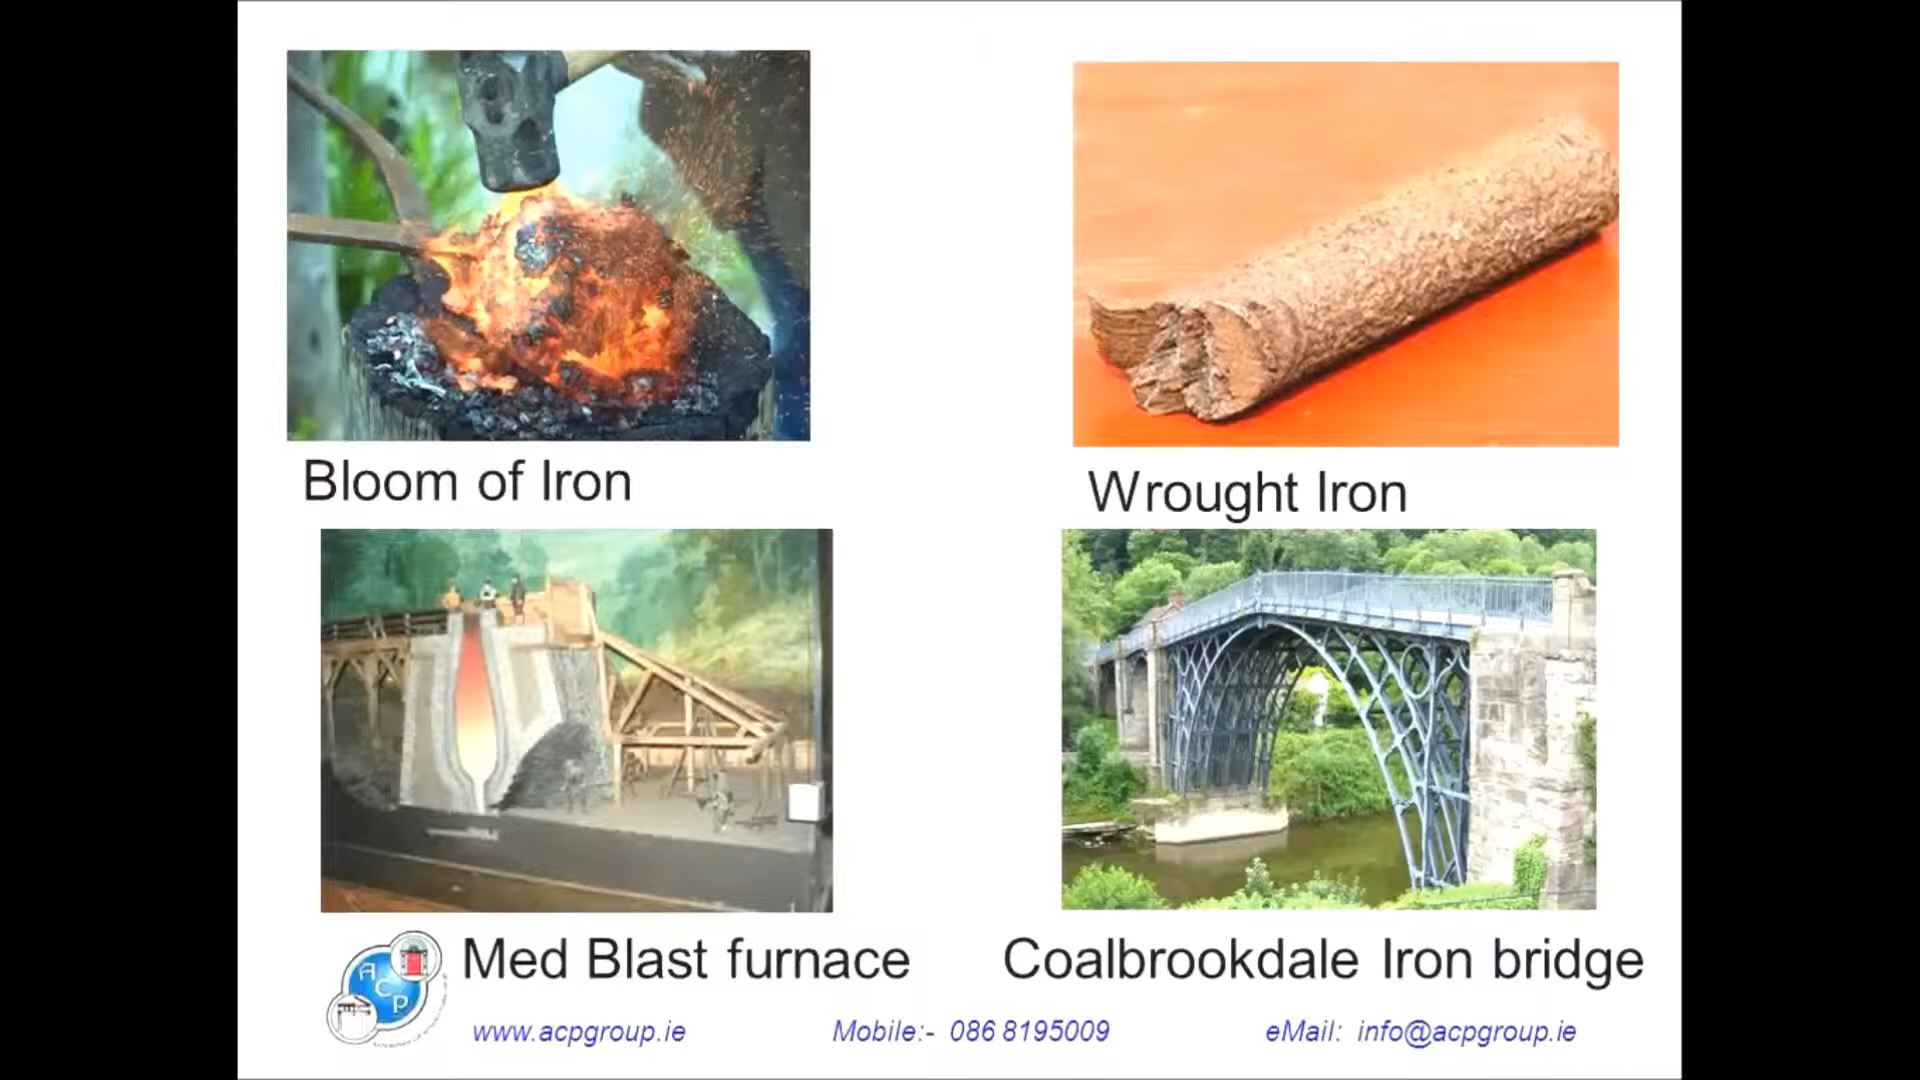 Bloom of Iron
Wrought Iron
Med Blast furnace
Coalbrookdale Iron bridge
A
C
P
www.acpgroup.ie
Mobile:- 086 8195009
eMail: info@acpgroup.ie